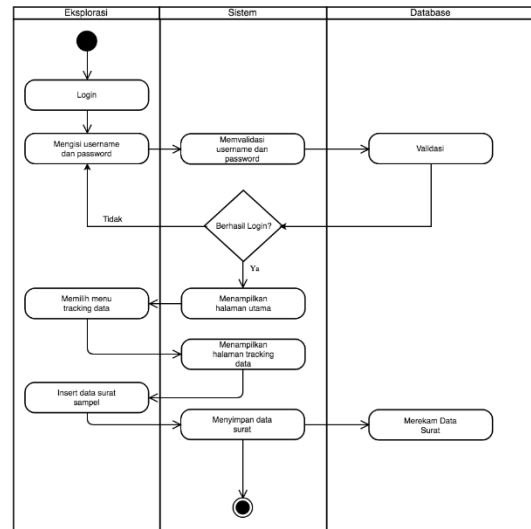 Eksplorasi
Sistem
Database
Login
Mengisi username
dan password
Memvalidasi
username dan
password
Validasi
Tidak
Berhasil Login?
Ya
Memilih menu
tracking data
Menampilkan
halaman utama
Menampilkan
halaman tracking
data
Insert data surat
sampel
Menyimpan data
surat
Merekam Data
Surat